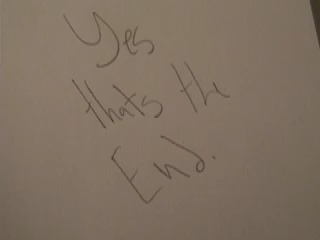 Yes
thats the
End.